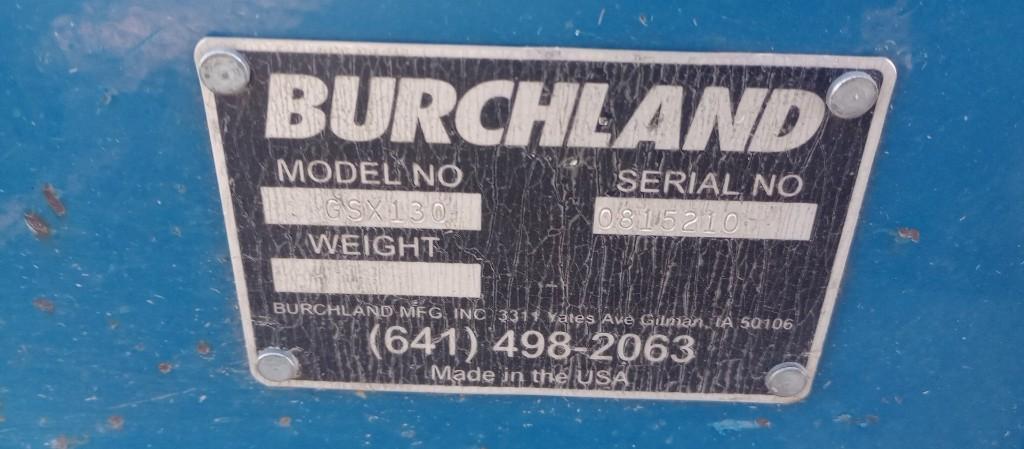 BURCHLAND
MODEL NO SERIAL NO
GSX130 0815210
WEIGHT
BURCHLAND MFG, INC 3311 Yates Ave Gilman, IA 50106
(641) 498-2063
Made in the USA